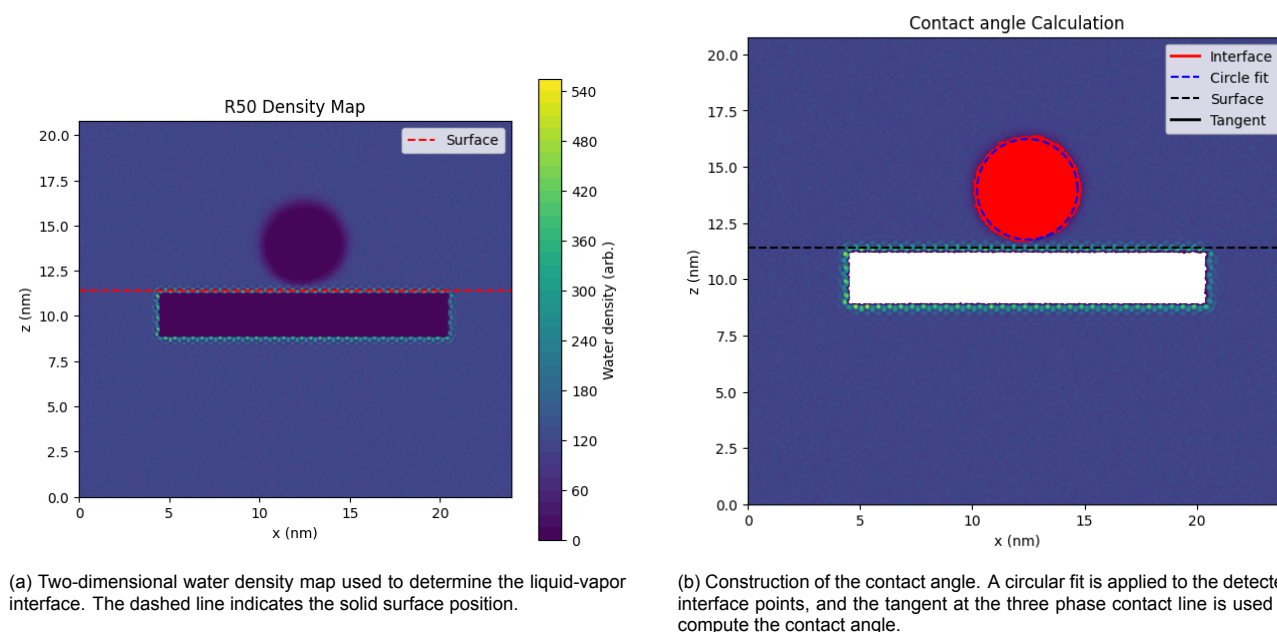 R50 Density Map
Surface
20.0
17.5
15.0
12.5
10.0
7.5
5.0
2.5
0.0
z (nm)
0
5
10
15
20
x (nm)
540
480
420
360
300
240
180
120
60
0
Water density (arb.)
(a) Two-dimensional water density map used to determine the liquid-vapor
interface. The dashed line indicates the solid surface position.
Contact angle Calculation
Interface
Circle fit
Surface
Tangent
20.0
17.5
15.0
12.5
10.0
7.5
5.0
2.5
0.0
z (nm)
0
5
10
15
20
x (nm)
(b) Construction of the contact angle. A circular fit is applied to the detecte
interface points, and the tangent at the three phase contact line is used
compute the contact angle.